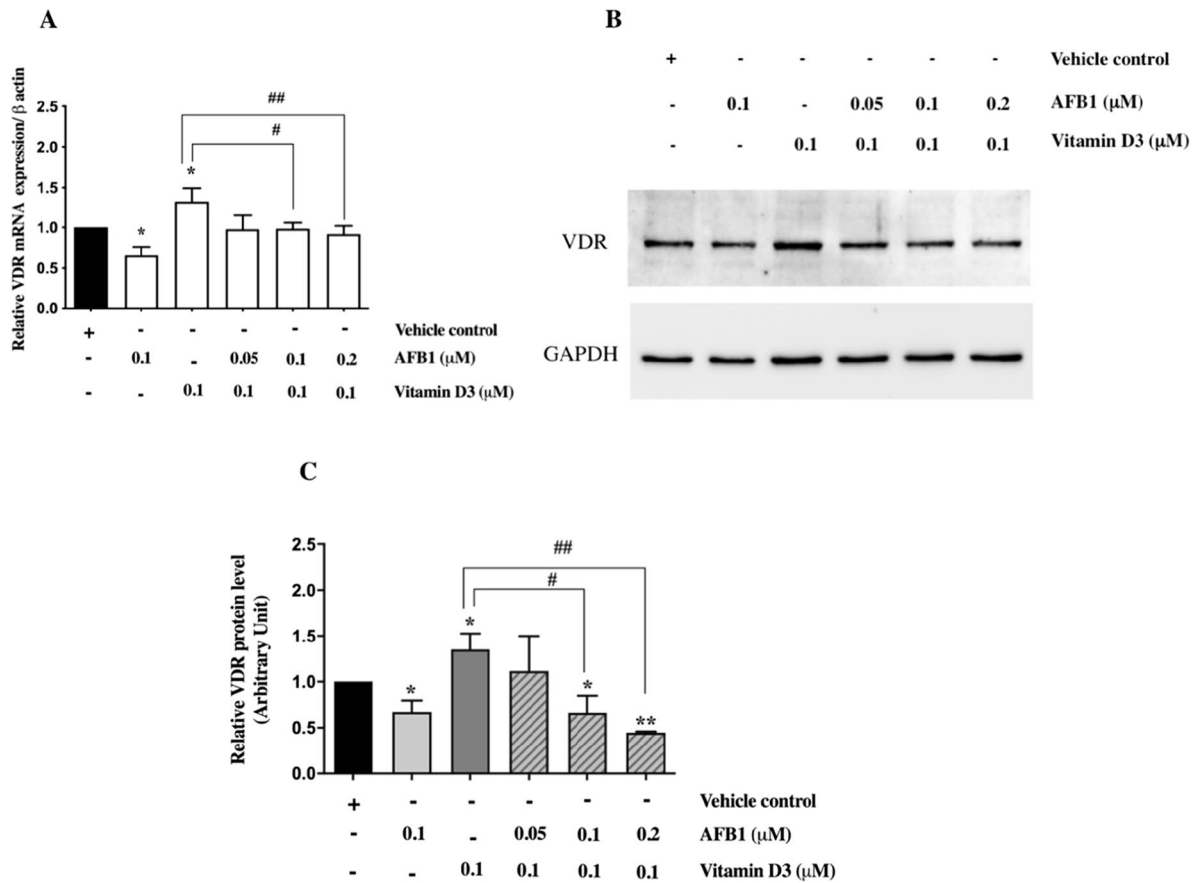 A
Relative VDR mRNA expression/ β actin
2.5
2.0
1.5
1.0
0.5
0.0
##
#
*
*
+ - - - - - Vehicle control
- 0.1 - 0.05 0.1 0.2 AFB1 (μM)
- - 0.1 0.1 0.1 0.1 Vitamin D3 (μM)
B
+ - - - - - Vehicle control
- 0.1 - 0.05 0.1 0.2 AFB1 (μM)
- - 0.1 0.1 0.1 0.1 Vitamin D3 (μM)
VDR
GAPDH
C
Relative VDR protein level
(Arbitrary Unit)
2.5
2.0
1.5
1.0
0.5
0.0
##
#
*
*
*
**
+ - - - - - Vehicle control
- 0.1 - 0.05 0.1 0.2 AFB1 (μM)
- - 0.1 0.1 0.1 0.1 Vitamin D3 (μM)